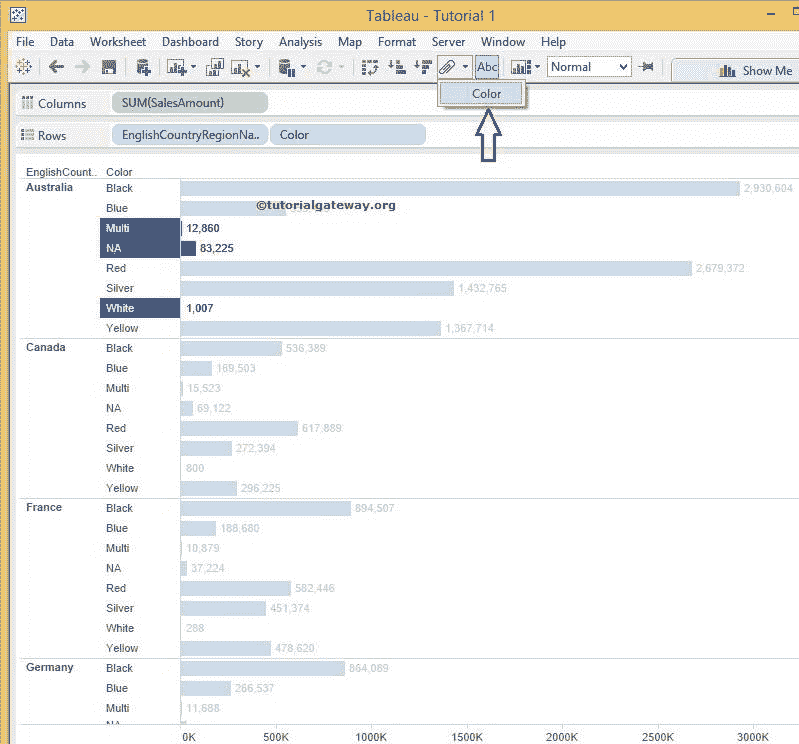 Tableau - Tutorial 1
File Data Worksheet Dashboard Story Analysis Map Format Server Window Help
Abc Normal Show Me
Color
Columns SUM(SalesAmount)
Rows EnglishCountryRegionNa.. Color
EnglishCount.. Color
Australia Black 2,930,604
Blue
©tutorialgateway.org
Multi 12,860
NA 83,225
Red 2,679,372
Silver 1,432,765
White 1,007
Yellow 1,367,714
Canada Black 536,389
Blue 169,503
Multi 15,523
NA 69,122
Red 617,889
Silver 272,394
White 800
Yellow 296,225
France Black 894,507
Blue 188,680
Multi 10,879
NA 37,224
Red 582,446
Silver 451,374
White 288
Yellow 478,620
Germany Black 864,089
Blue 266,537
Multi 11,688
NA
0K 500K 1000K 1500K 2000K 2500K 3000K